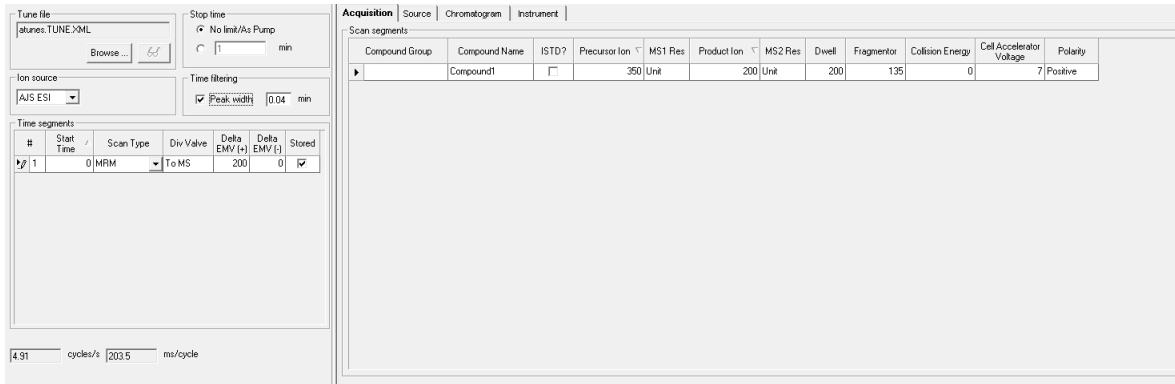 Tune file
atunes.TUNE.XML
Browse ...
Stop time
No limit/As Pump
1 min
Ion source
AJS ESI
Time filtering
Peak width 0.04 min
Time segments
# Start Time Scan Type Div Valve Delta EMV (+) Delta EMV (-) Stored
1 0 MRM To MS 200 0
4.91 cycles/s 203.5 ms/cycle
Acquisition Source Chromatogram Instrument
Scan segments
Compound Group Compound Name ISTD? Precursor Ion MS1 Res Product Ion MS2 Res Dwell Fragmentor Collision Energy Cell Accelerator Voltage Polarity
Compound1 350 Unit 200 Unit 200 135 0 7 Positive